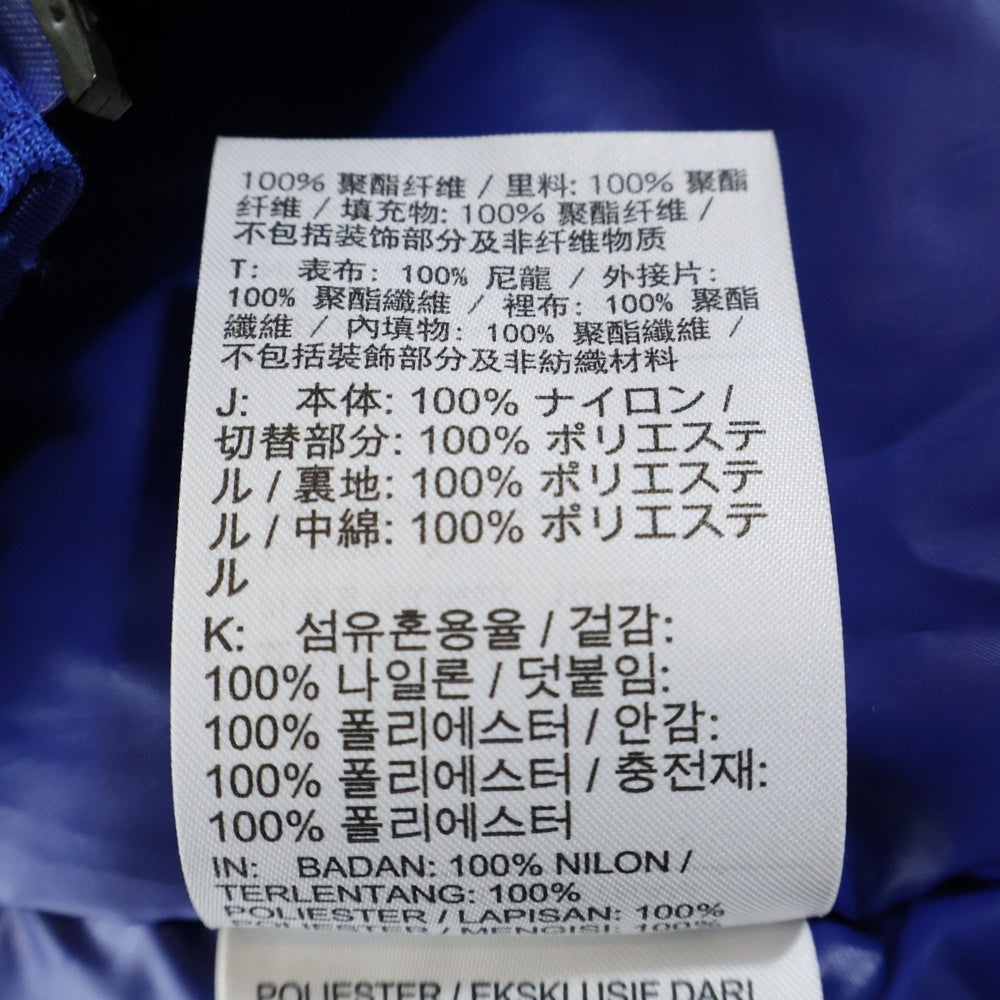 100% 聚酯纤维 / 里料: 100% 聚酯
纤维 / 填充物: 100% 聚酯纤维 /
不包括装饰部分及非纤维物质
T: 表布: 100% 尼龍 / 外接片:
100% 聚酯纖維 / 裡布: 100% 聚酯
纖維 / 內填物: 100% 聚酯纖維 /
不包括裝飾部分及非紡織材料
J: 本体: 100% ナイロン /
切替部分: 100% ポリエステ
ル / 裏地: 100% ポリエステ
ル / 中綿: 100% ポリエステ
ル
K: 섬유혼용율 / 겉감:
100% 나일론 / 덧붙임:
100% 폴리에스터 / 안감:
100% 폴리에스터 / 충전재:
100% 폴리에스터
IN: BADAN: 100% NILON /
TERLENTANG: 100%
POLIESTER / LAPISAN: 100%
POLIESTER / MENGISI: 100%
POLIESTER / EKSKLUSIF DARI